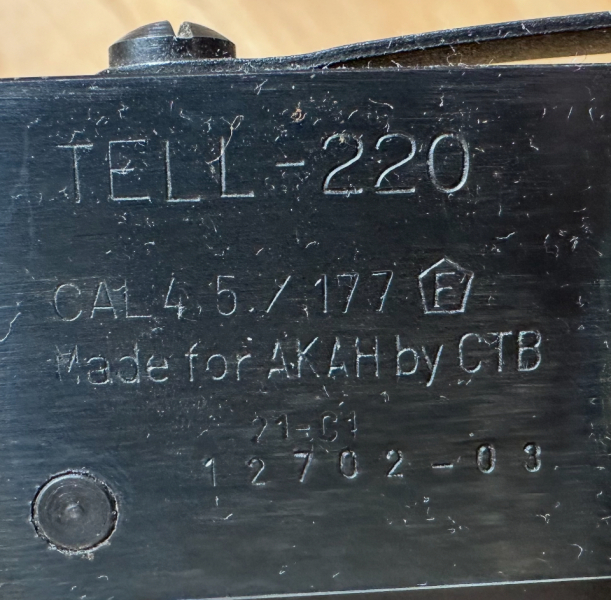 TELL-220
CAL 4,5 / 177 F
Made for AKAH by CTB
21-01
12702-03